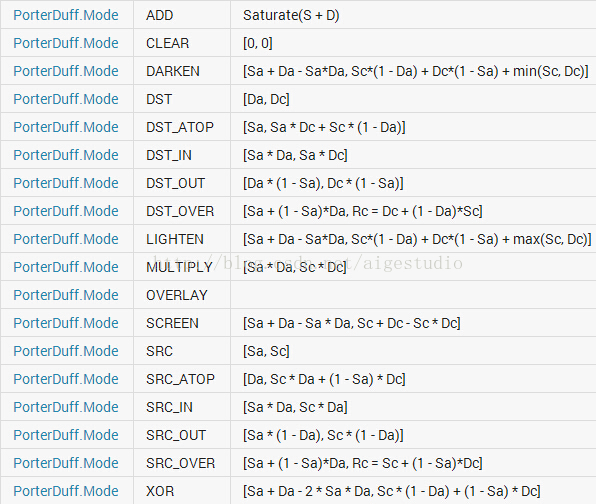 PorterDuff.Mode ADD Saturate(S + D)
PorterDuff.Mode CLEAR [0, 0]
PorterDuff.Mode DARKEN [Sa + Da - Sa*Da, Sc*(1 - Da) + Dc*(1 - Sa) + min(Sc, Dc)]
PorterDuff.Mode DST [Da, Dc]
PorterDuff.Mode DST_ATOP [Sa, Sa * Dc + Sc * (1 - Da)]
PorterDuff.Mode DST_IN [Sa * Da, Sa * Dc]
PorterDuff.Mode DST_OUT [Da * (1 - Sa), Dc * (1 - Sa)]
PorterDuff.Mode DST_OVER [Sa + (1 - Sa)*Da, Rc = Dc + (1 - Da)*Sc]
PorterDuff.Mode LIGHTEN [Sa + Da - Sa*Da, Sc*(1 - Da) + Dc*(1 - Sa) + max(Sc, Dc)]
http://blog.csdn.net/aigestudio
PorterDuff.Mode MULTIPLY [Sa * Da, Sc * Dc]
PorterDuff.Mode OVERLAY
PorterDuff.Mode SCREEN [Sa + Da - Sa * Da, Sc + Dc - Sc * Dc]
PorterDuff.Mode SRC [Sa, Sc]
PorterDuff.Mode SRC_ATOP [Da, Sc * Da + (1 - Sa) * Dc]
PorterDuff.Mode SRC_IN [Sa * Da, Sc * Da]
PorterDuff.Mode SRC_OUT [Sa * (1 - Da), Sc * (1 - Da)]
PorterDuff.Mode SRC_OVER [Sa + (1 - Sa)*Da, Rc = Sc + (1 - Sa)*Dc]
PorterDuff.Mode XOR [Sa + Da - 2 * Sa * Da, Sc * (1 - Da) + (1 - Sa) * Dc]